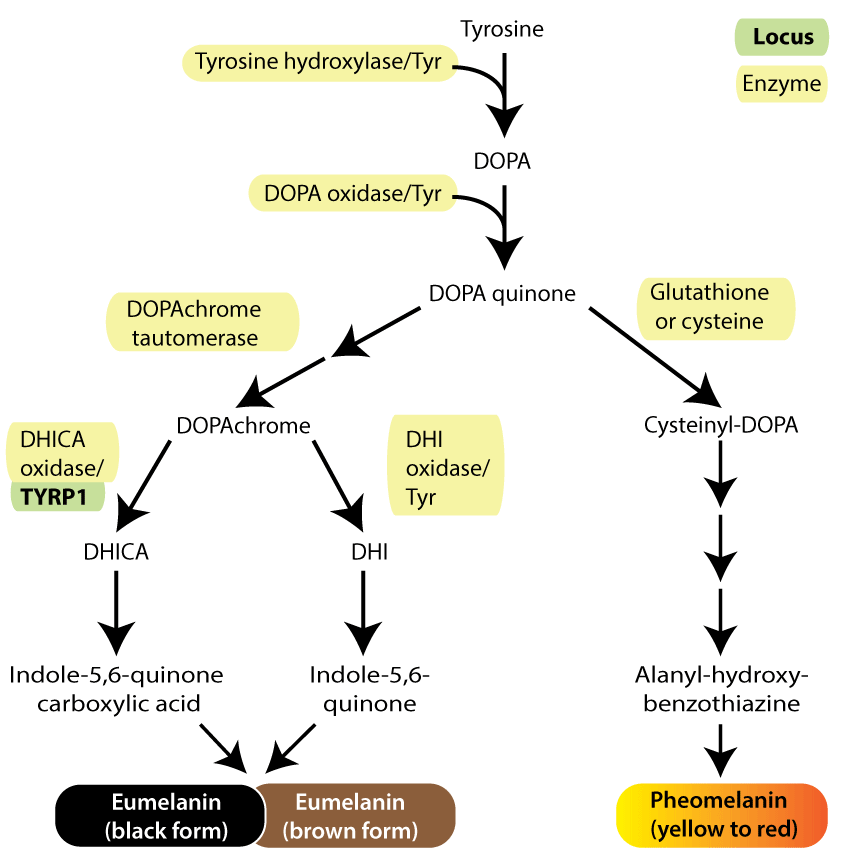 Tyrosine
Locus
Tyrosine hydroxylase/Tyr
Enzyme
DOPA
DOPA oxidase/Tyr
DOPA quinone
Glutathione
or cysteine
DOPAchrome
tautomerase
DOPAchrome
Cysteinyl-DOPA
DHICA
oxidase/
TYRP1
DHI
oxidase/
Tyr
DHICA
DHI
Indole-5,6-quinone
carboxylic acid
Indole-5,6-
quinone
Alanyl-hydroxy-
benzothiazine
Eumelanin
(black form)
Eumelanin
(brown form)
Pheomelanin
(yellow to red)